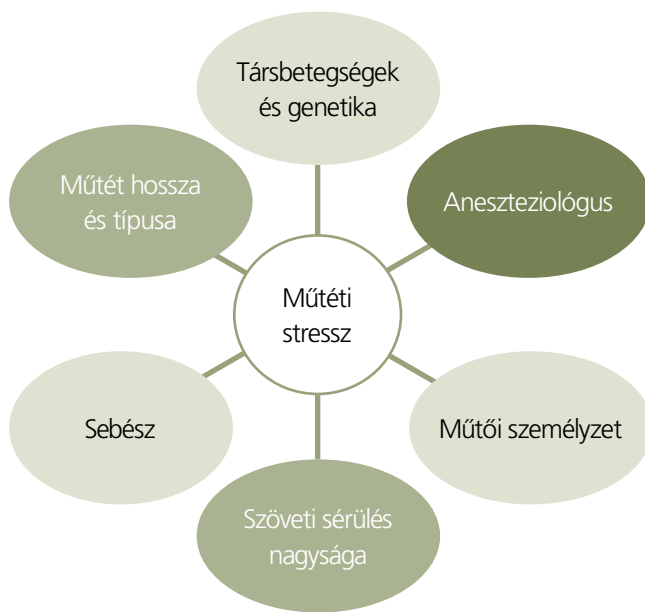 Társbetegségek
és genetika
Műtét hossza
és típusa
Aneszteziológus
Műtéti
stressz
Sebész
Műtői személyzet
Szöveti sérülés
nagysága